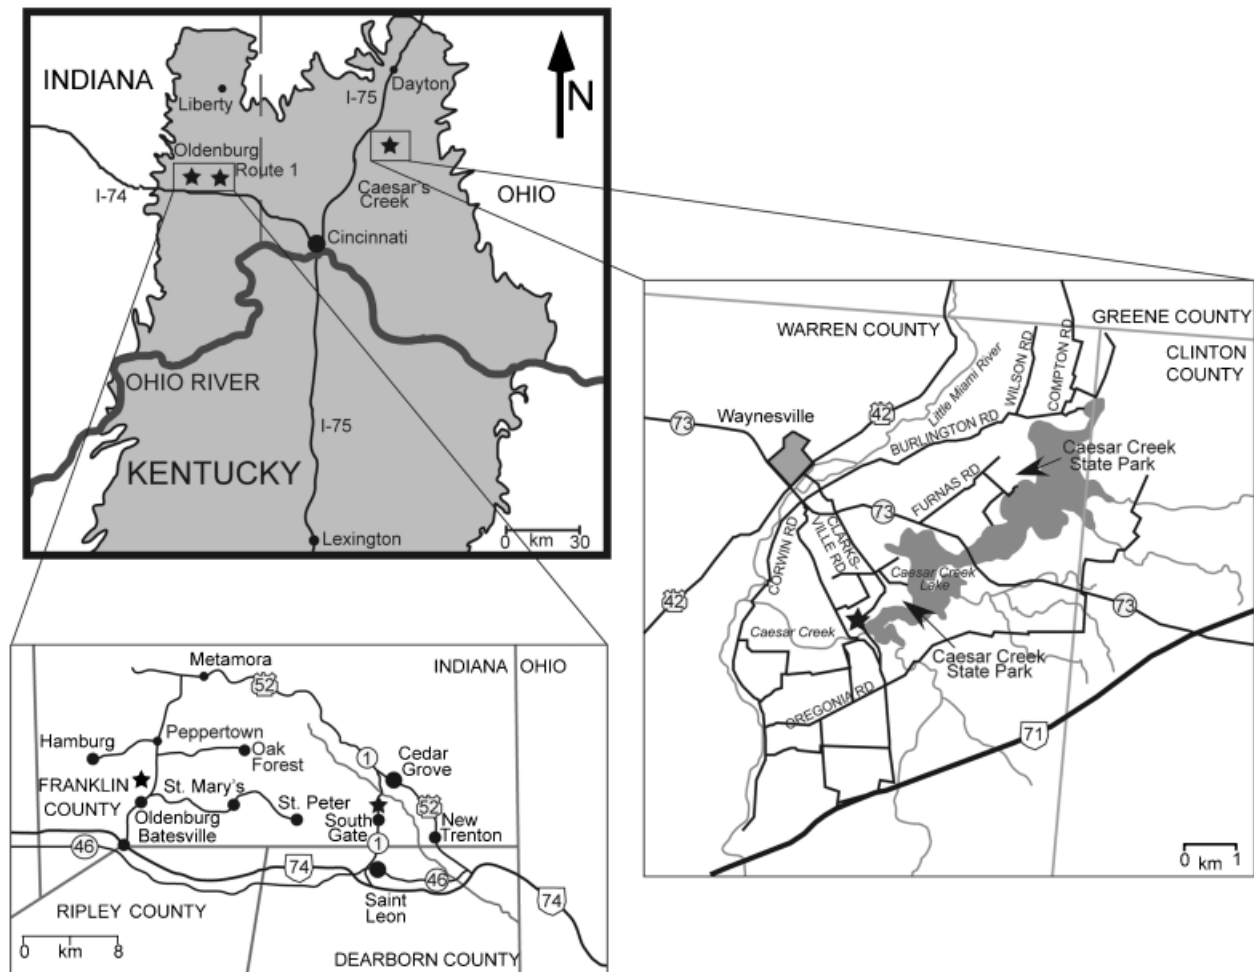 INDIANA
Liberty
I-75
Dayton
N
Oldenburg
Route 1
I-74
Caesar's
Creek
OHIO
Cincinnati
OHIO RIVER
I-75
KENTUCKY
Lexington
0 km 30
WARREN COUNTY
GREENE COUNTY
CLINTON
COUNTY
Little Miami River
WILSON RD
COMPTON RD
Waynesville
42
73
BURLINGTON RD
Caesar Creek
State Park
FURNAS RD
73
CORWIN RD
CLARKS-
VILLE RD
Caesar Creek
Lake
42
73
Caesar Creek
Caesar Creek
State Park
OREGONIA RD
71
0 1
km
Metamora
INDIANA
OHIO
52
Peppertown
Hamburg
Oak
Forest
1
Cedar
Grove
FRANKLIN
COUNTY
St. Mary's
St. Peter
52
Oldenburg
South
Gate
New
Trenton
Batesville
46
1
74
46
Saint
Leon
74
RIPLEY COUNTY
0 km 8
DEARBORN COUNTY